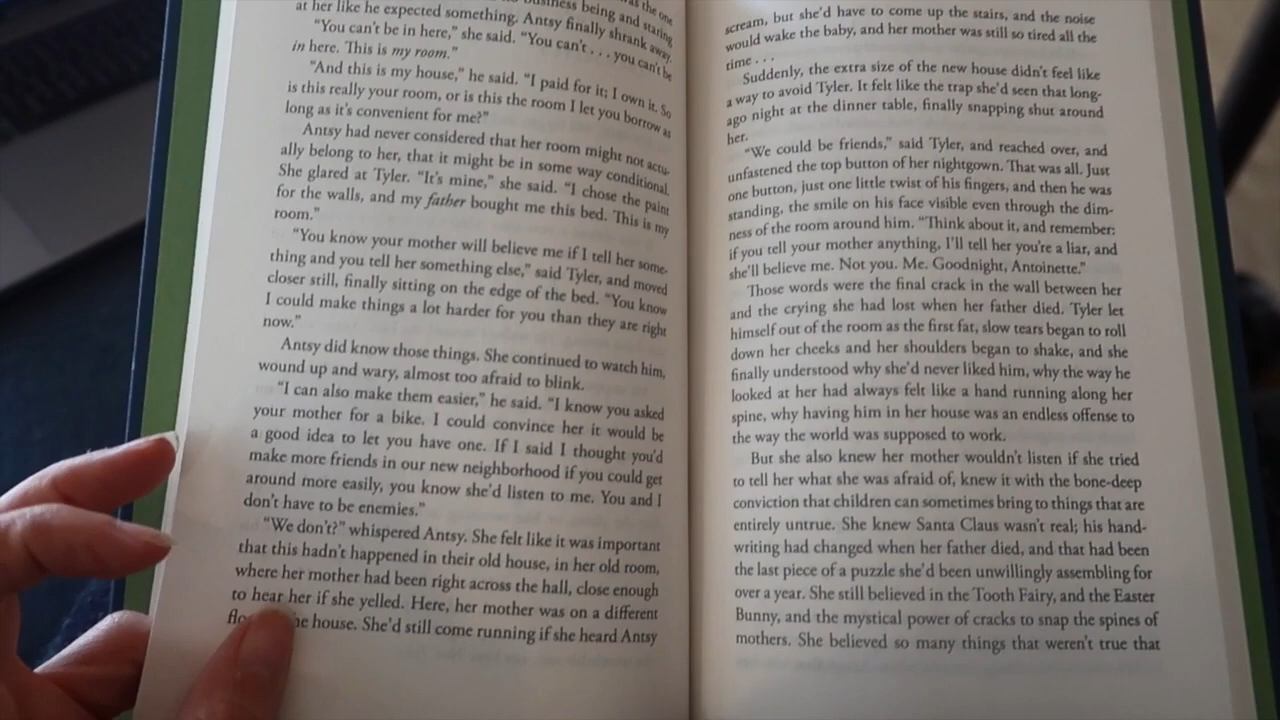 business being and staring
at her like he expected something. Antsy finally shrank away.
"You can't be in here," she said. "You can't . . . you can't be
in here. This is my room."
"And this is my house," he said. "I paid for it; I own it. So
is this really your room, or is this the room I let you borrow as
long as it's convenient for me?"
Antsy had never considered that her room might not actu-
ally belong to her, that it might be in some way conditional.
She glared at Tyler. "It's mine," she said. "I chose the paint
for the walls, and my father bought me this bed. This is my
room."
"You know your mother will believe me if I tell her some-
thing and you tell her something else," said Tyler, and moved
closer still, finally sitting on the edge of the bed. "You know
I could make things a lot harder for you than they are right
now."
Antsy did know those things. She continued to watch him,
wound up and wary, almost too afraid to blink.
"I can also make them easier," he said. "I know you asked
your mother for a bike. I could convince her it would be
a good idea to let you have one. If I said I thought you'd
make more friends in our new neighborhood if you could get
around more easily, you know she'd listen to me. You and I
don't have to be enemies."
"We don't?" whispered Antsy. She felt like it was important
that this hadn't happened in their old house, in her old room,
where her mother had been right across the hall, close enough
to hear her if she yelled. Here, her mother was on a different
house. She'd still come running if she heard Antsy
scream, but she'd have to come up the stairs, and the noise
would wake the baby, and her mother was still so tired all the
time . . .
Suddenly, the extra size of the new house didn't feel like
a way to avoid Tyler. It felt like the trap she'd seen that long-
ago night at the dinner table, finally snapping shut around
her.
"We could be friends," said Tyler, and reached over, and
unfastened the top button of her nightgown. That was all. Just
one button, just one little twist of his fingers, and then he was
standing, the smile on his face visible even through the dim-
ness of the room around him. "Think about it, and remember:
if you tell your mother anything, I'll tell her you're a liar, and
she'll believe me. Not you. Me. Goodnight, Antoinette."
Those words were the final crack in the wall between her
and the crying she had lost when her father died. Tyler let
himself out of the room as the first fat, slow tears began to roll
down her cheeks and her shoulders began to shake, and she
finally understood why she'd never liked him, why the way he
looked at her had always felt like a hand running along her
spine, why having him in her house was an endless offense to
the way the world was supposed to work.
But she also knew her mother wouldn't listen if she tried
to tell her what she was afraid of, knew it with the bone-deep
conviction that children can sometimes bring to things that are
entirely untrue. She knew Santa Claus wasn't real; his hand-
writing had changed when her father died, and that had been
the last piece of a puzzle she'd been unwillingly assembling for
over a year. She still believed in the Tooth Fairy, and the Easter
Bunny, and the mystical power of cracks to snap the spines of
mothers. She believed so many things that weren't true that